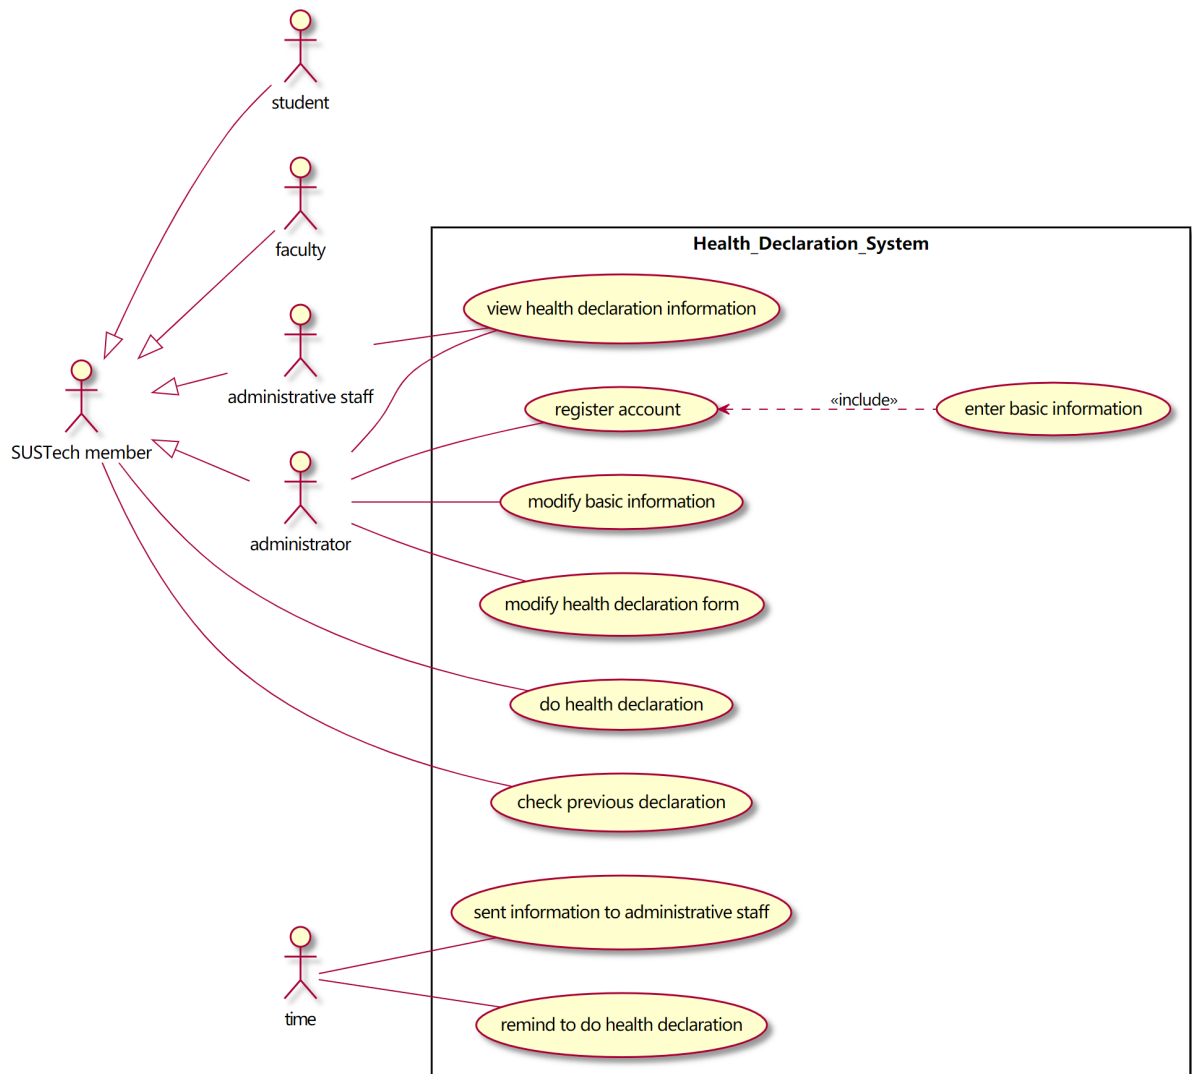 student
faculty
Health_Declaration_System
view health declaration information
administrative staff
register account
«include»
enter basic information
SUSTech member
modify basic information
administrator
modify health declaration form
do health declaration
check previous declaration
sent information to administrative staff
time
remind to do health declaration